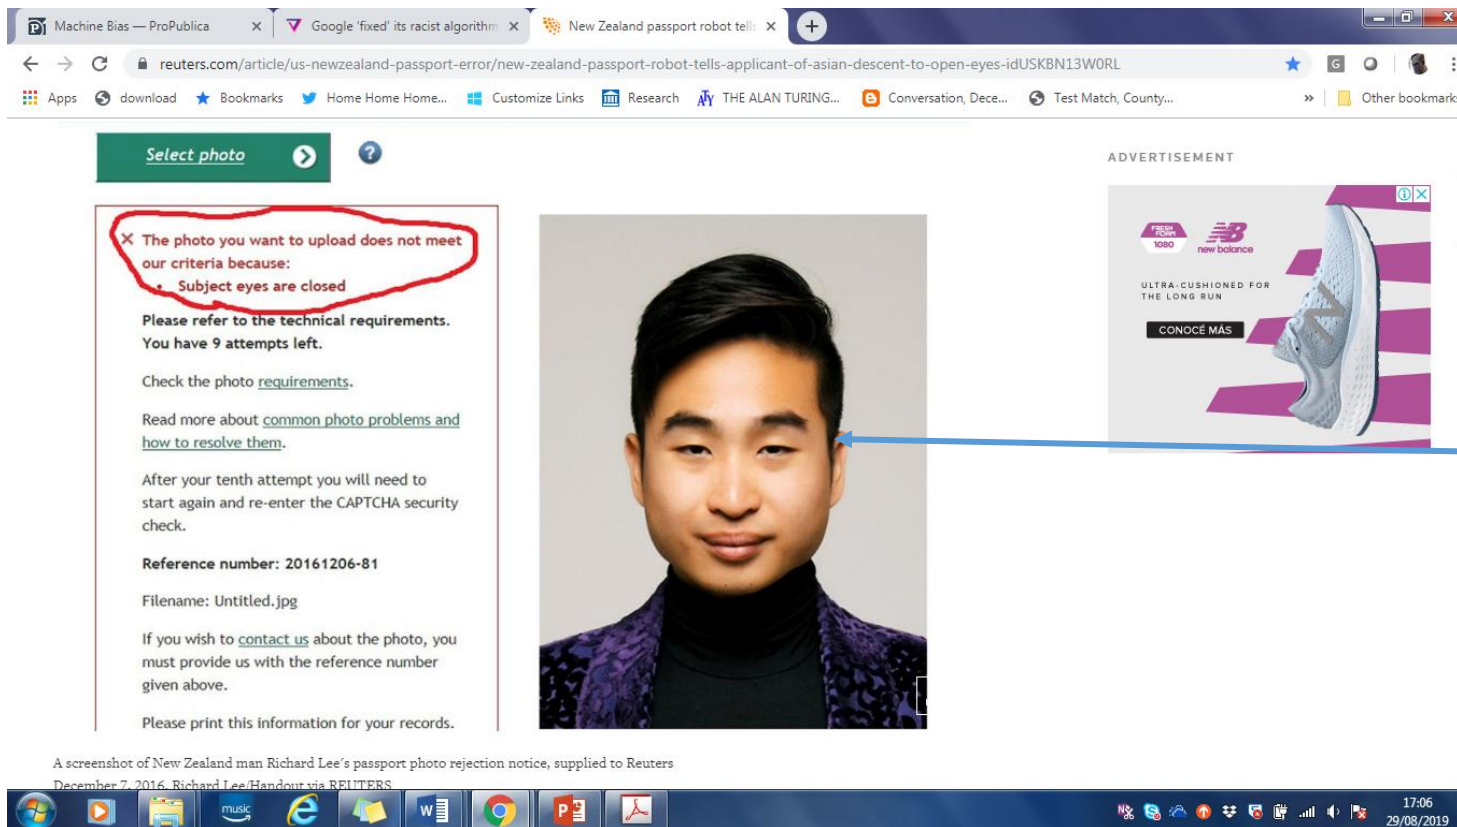 Machine Bias — ProPublica
Google 'fixed' its racist algorithm
New Zealand passport robot tells
reuters.com/article/us-newzealand-passport-error/new-zealand-passport-robot-tells-applicant-of-asian-descent-to-open-eyes-idUSKBN13W0RL
Apps download Bookmarks Home Home Home... Customize Links Research THE ALAN TURING... Conversation, Dece... Test Match, County... » Other bookmarks
Select photo
ADVERTISEMENT
The photo you want to upload does not meet
our criteria because:
• Subject eyes are closed
Please refer to the technical requirements.
You have 9 attempts left.
Check the photo requirements.
Read more about common photo problems and
how to resolve them.
After your tenth attempt you will need to
start again and re-enter the CAPTCHA security
check.
Reference number: 20161206-81
Filename: Untitled.jpg
If you wish to contact us about the photo, you
must provide us with the reference number
given above.
Please print this information for your records.
FRESH
FOAM
1080
new balance
ULTRA-CUSHIONED FOR
THE LONG RUN
CONOCÉ MÁS
A screenshot of New Zealand man Richard Lee´s passport photo rejection notice, supplied to Reuters
December 7, 2016. Richard Lee/Handout via REUTERS
music
17:06
29/08/2019